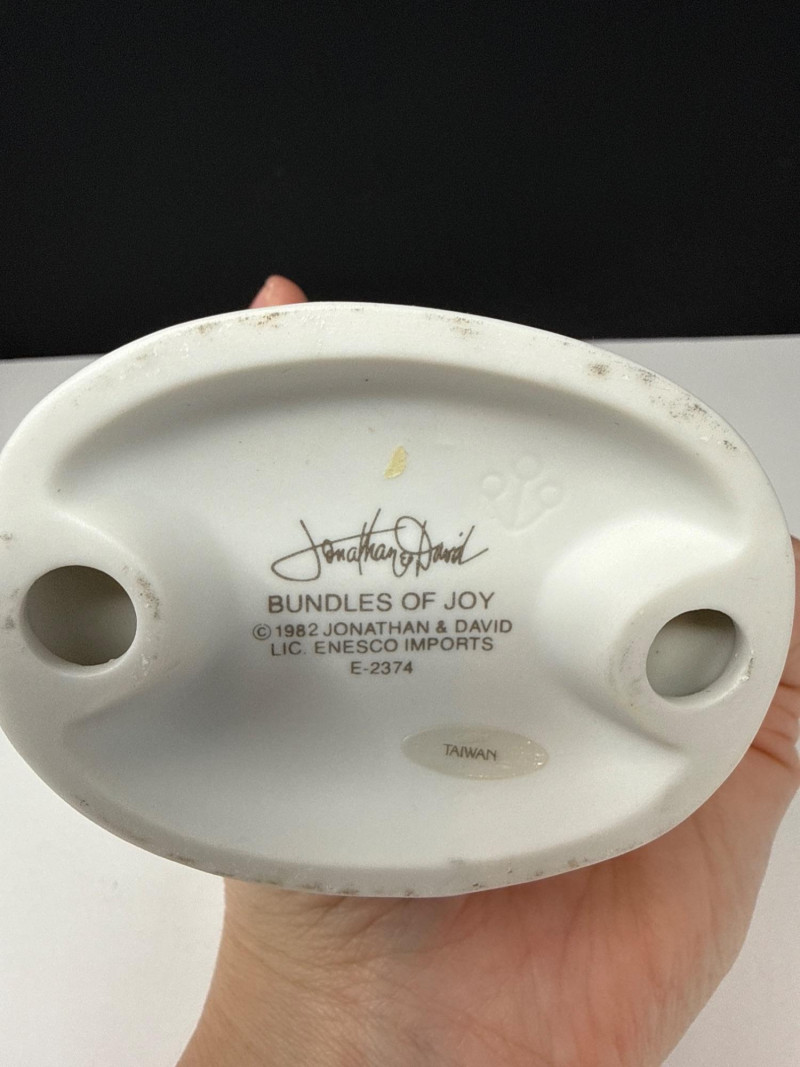 Jonathan & David
BUNDLES OF JOY
© 1982 JONATHAN & DAVID
LIC. ENESCO IMPORTS
E-2374
TAIWAN